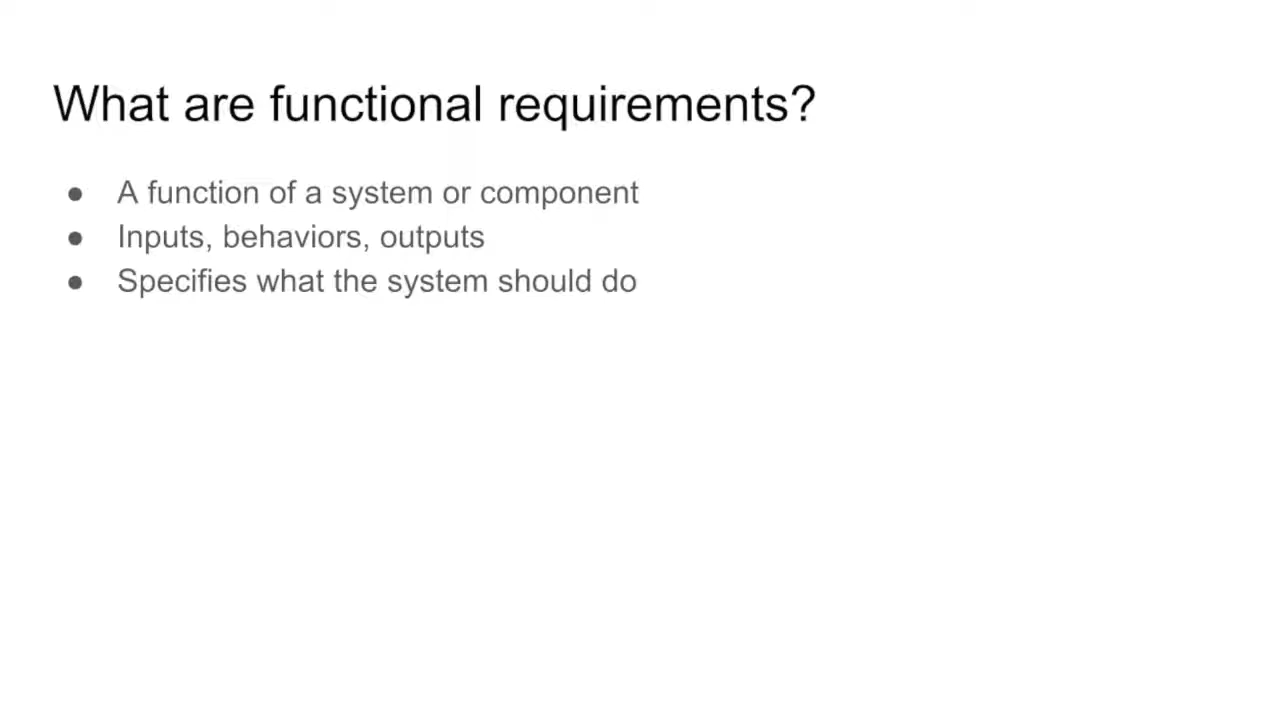 What are functional requirements?
● A function of a system or component
● Inputs, behaviors, outputs
● Specifies what the system should do